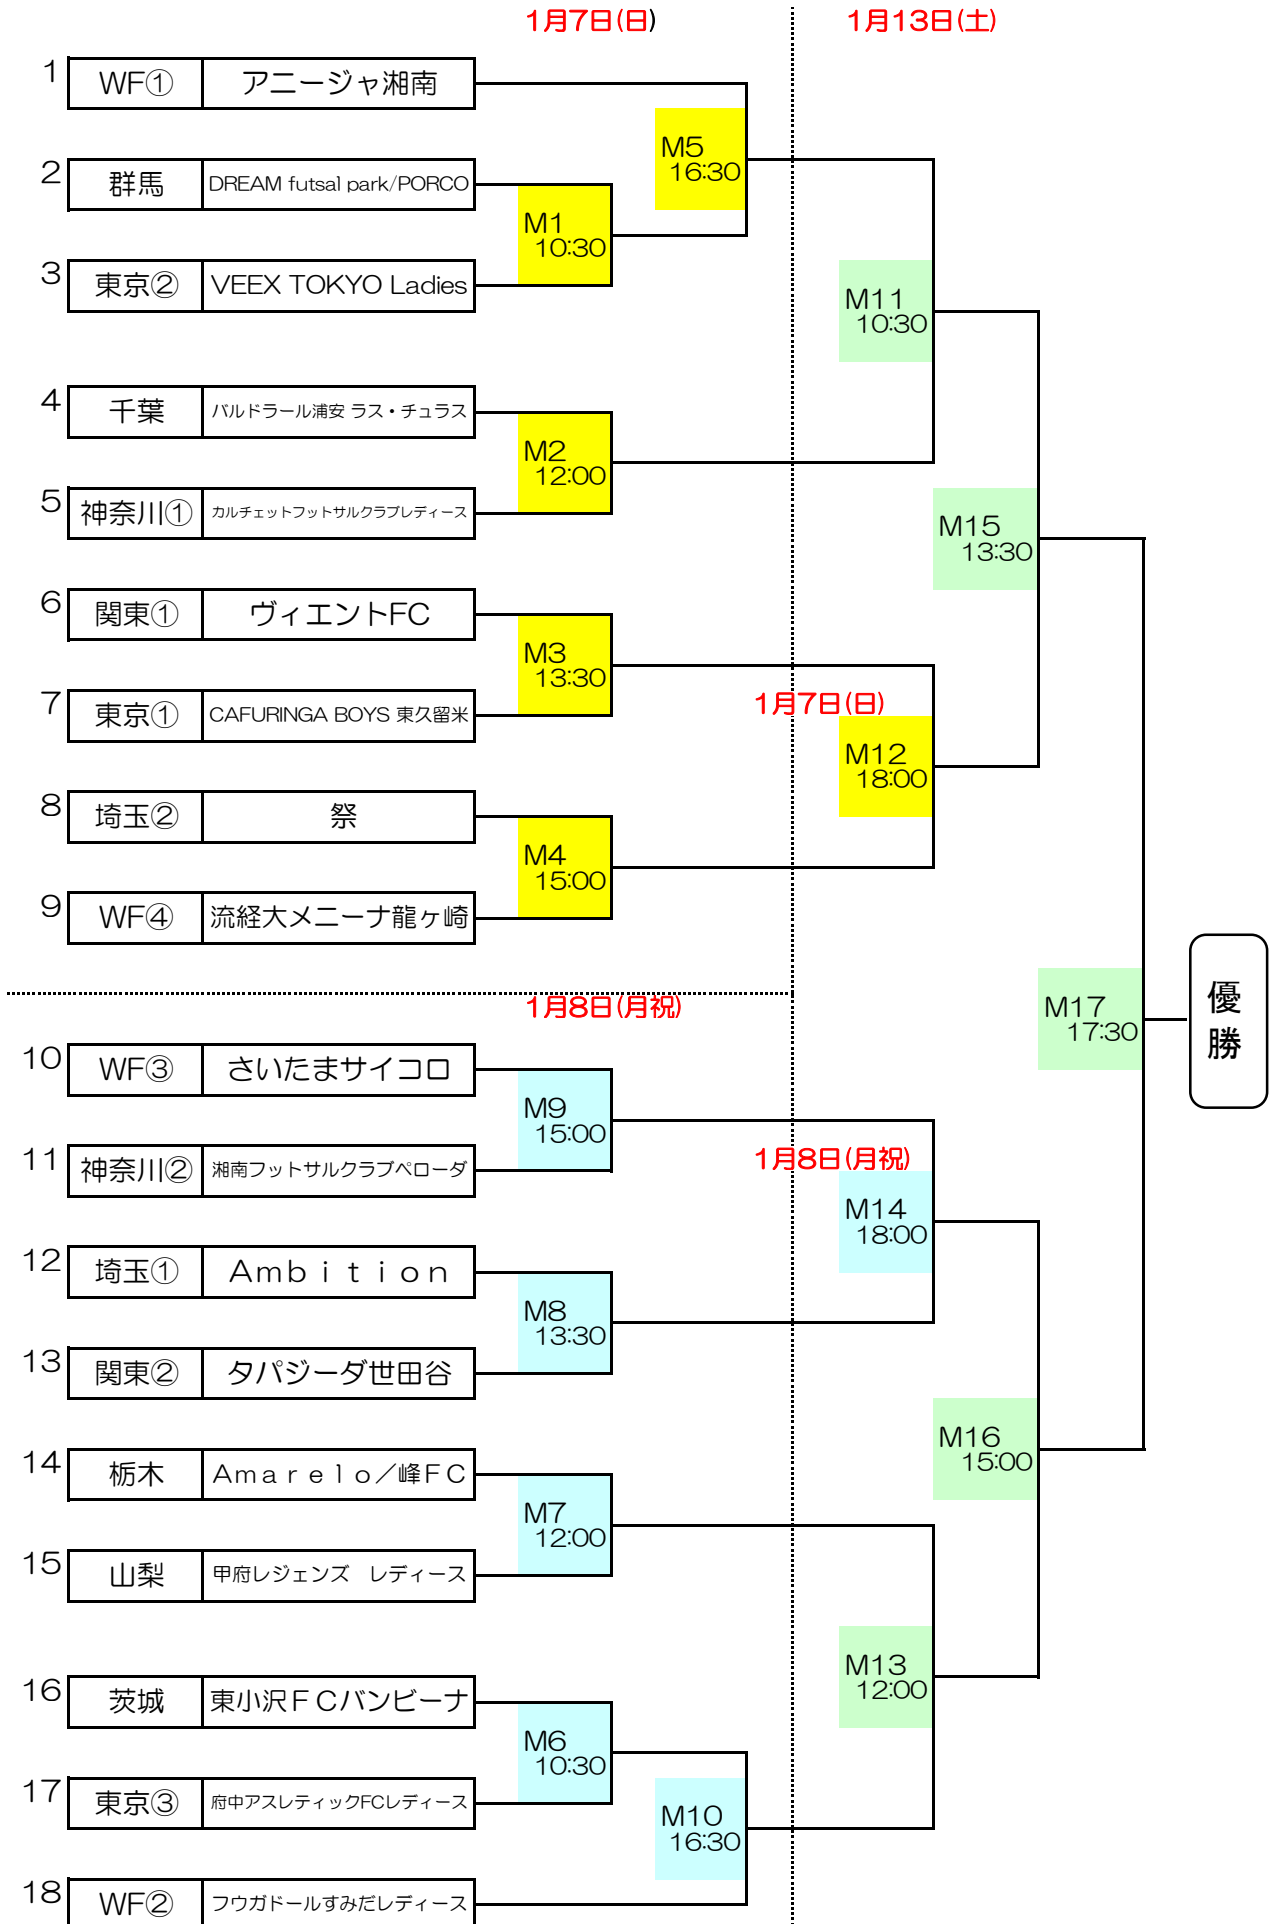 1月7日(日)
1月13日(土)
1
WF①
アニージャ湘南
M5
16:30
2
群馬
DREAM futsal park/PORCO
M1
10:30
3
東京②
VEEX TOKYO Ladies
M11
10:30
4
千葉
バルドラール浦安 ラス・チュラス
M2
12:00
5
神奈川①
カルチェットフットサルクラブレディース
M15
13:30
6
関東①
ヴィエントFC
M3
13:30
7
東京①
CAFURINGA BOYS 東久留米
1月7日(日)
M12
18:00
8
埼玉②
祭
M4
15:00
9
WF④
流経大メニーナ龍ヶ崎
優勝
M17
17:30
1月8日(月祝)
10
WF③
さいたまサイコロ
M9
15:00
11
神奈川②
湘南フットサルクラブペローダ
1月8日(月祝)
M14
18:00
12
埼玉①
Ambition
M8
13:30
13
関東②
タパジーダ世田谷
M16
15:00
14
栃木
Amarelo/峰FC
M7
12:00
15
山梨
甲府レジェンズ　レディース
M13
12:00
16
茨城
東小沢FCバンビーナ
M6
10:30
17
東京③
府中アスレティックFCレディース
M10
16:30
18
WF②
フウガドールすみだレディース